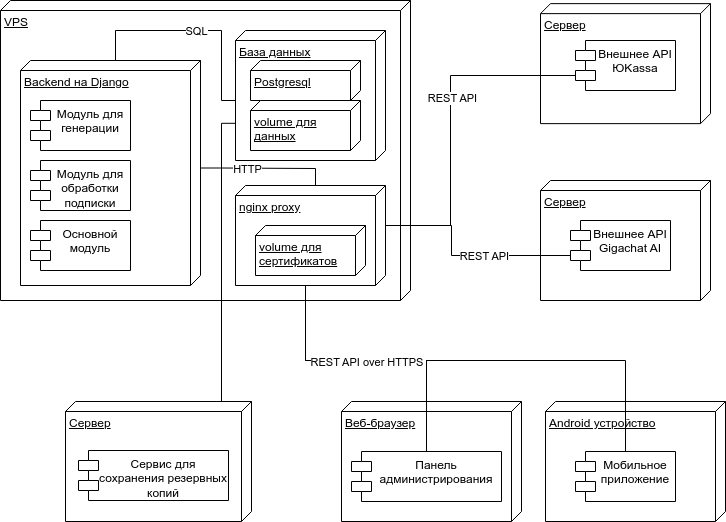 VPS
SQL
База данных
Postgresql
volume для
данных
Backend на Django
Модуль для
генерации
Модуль для
обработки
подписки
Основной
модуль
HTTP
nginx proxy
volume для
сертификатов
REST API
Сервер
Внешнее API
ЮKassa
REST API
Сервер
Внешнее API
Gigachat AI
REST API over HTTPS
Сервер
Сервис для
сохранения резервных
копий
Веб-браузер
Панель
администрирования
Android устройство
Мобильное
приложение